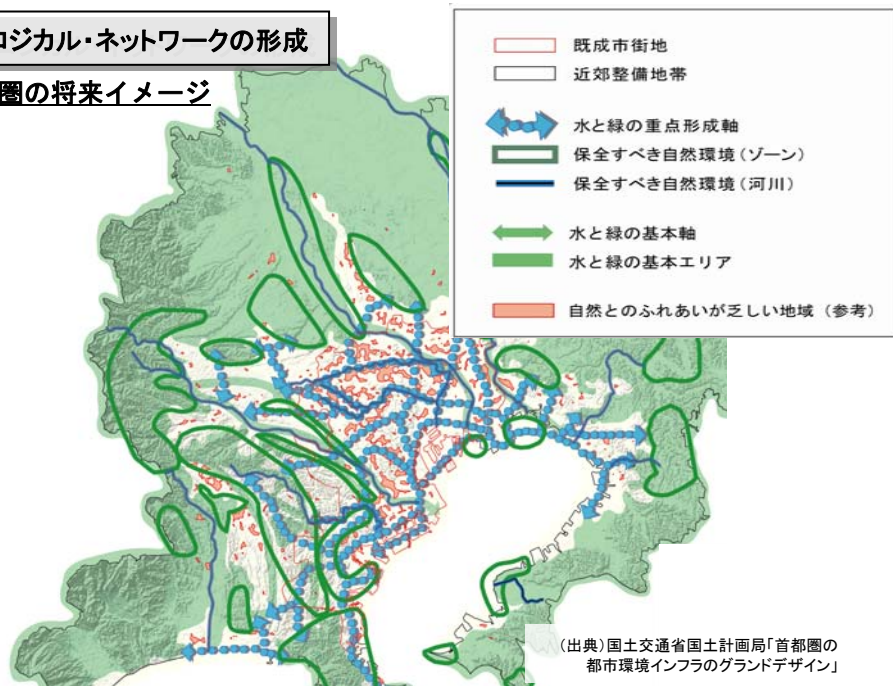 ロジカル・ネットワークの形成
圏の将来イメージ
既成市街地
近郊整備地帯
水と緑の重点形成軸
保全すべき自然環境（ゾーン）
保全すべき自然環境（河川）
水と緑の基本軸
水と緑の基本エリア
自然とのふれあいが乏しい地域（参考）
（出典）国土交通省国土計画局「首都圏の
都市環境インフラのグランドデザイン」